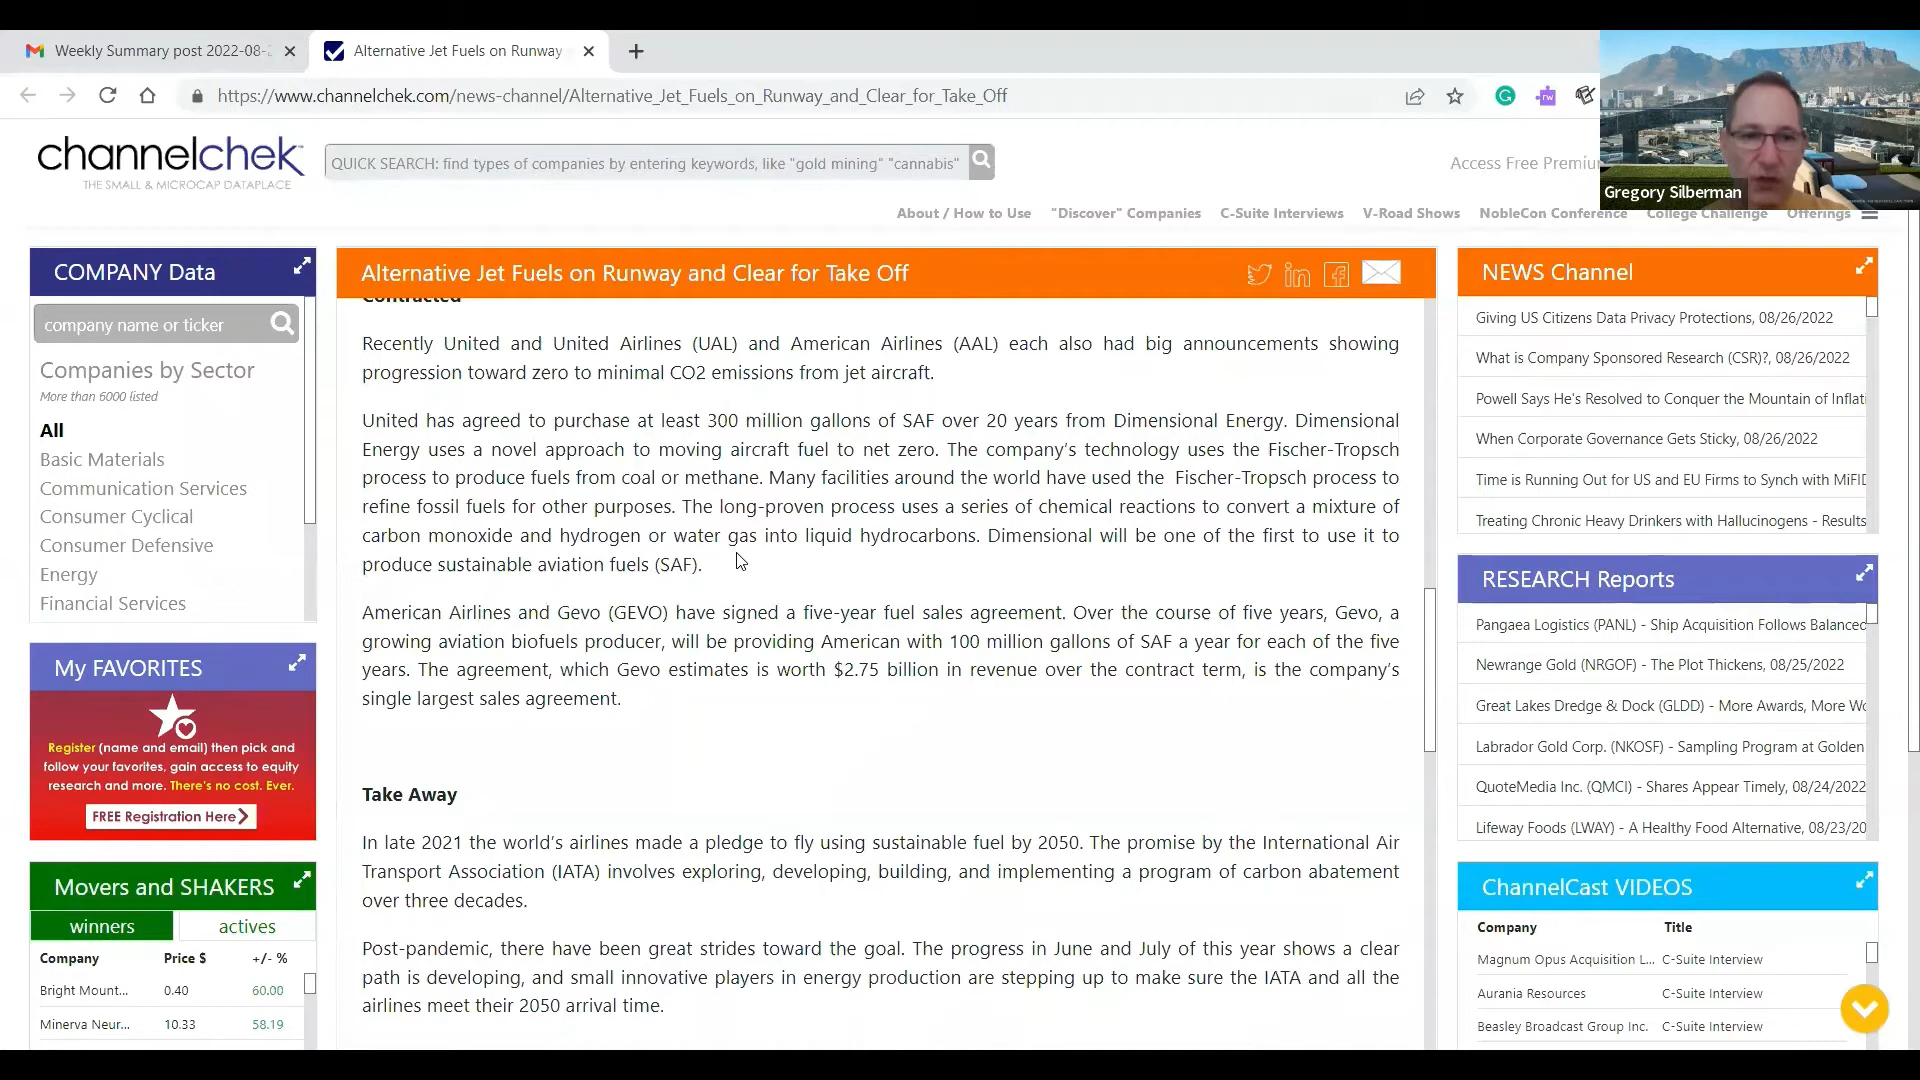 Weekly Summary post 2022-08-
Alternative Jet Fuels on Runway
https://www.channelchek.com/news-channel/Alternative_Jet_Fuels_on_Runway_and_Clear_for_Take_Off
Gregory Silberman
channelchek
THE SMALL & MICROCAP DATAPLACE
QUICK SEARCH: find types of companies by entering keywords, like "gold mining" "cannabis"
Access Free Premiu
About / How to Use "Discover" Companies C-Suite Interviews V-Road Shows NobleCon Conference College Challenge Offerings
COMPANY Data
company name or ticker
Companies by Sector
More than 6000 listed
All
Basic Materials
Communication Services
Consumer Cyclical
Consumer Defensive
Energy
Financial Services
My FAVORITES
Register (name and email) then pick and
follow your favorites, gain access to equity
research and more. There's no cost. Ever.
FREE Registration Here
Movers and SHAKERS
winners actives
Company Price $ +/- %
Bright Mount... 0.40 60.00
Minerva Neur... 10.33 58.19
Alternative Jet Fuels on Runway and Clear for Take Off
Contracted
Recently United and United Airlines (UAL) and American Airlines (AAL) each also had big announcements showing
progression toward zero to minimal CO2 emissions from jet aircraft.
United has agreed to purchase at least 300 million gallons of SAF over 20 years from Dimensional Energy. Dimensional
Energy uses a novel approach to moving aircraft fuel to net zero. The company's technology uses the Fischer-Tropsch
process to produce fuels from coal or methane. Many facilities around the world have used the Fischer-Tropsch process to
refine fossil fuels for other purposes. The long-proven process uses a series of chemical reactions to convert a mixture of
carbon monoxide and hydrogen or water gas into liquid hydrocarbons. Dimensional will be one of the first to use it to
produce sustainable aviation fuels (SAF).
American Airlines and Gevo (GEVO) have signed a five-year fuel sales agreement. Over the course of five years, Gevo, a
growing aviation biofuels producer, will be providing American with 100 million gallons of SAF a year for each of the five
years. The agreement, which Gevo estimates is worth $2.75 billion in revenue over the contract term, is the company's
single largest sales agreement.
Take Away
In late 2021 the world's airlines made a pledge to fly using sustainable fuel by 2050. The promise by the International Air
Transport Association (IATA) involves exploring, developing, building, and implementing a program of carbon abatement
over three decades.
Post-pandemic, there have been great strides toward the goal. The progress in June and July of this year shows a clear
path is developing, and small innovative players in energy production are stepping up to make sure the IATA and all the
airlines meet their 2050 arrival time.
NEWS Channel
Giving US Citizens Data Privacy Protections, 08/26/2022
What is Company Sponsored Research (CSR)?, 08/26/2022
Powell Says He's Resolved to Conquer the Mountain of Inflati
When Corporate Governance Gets Sticky, 08/26/2022
Time is Running Out for US and EU Firms to Synch with MiFID
Treating Chronic Heavy Drinkers with Hallucinogens - Results
RESEARCH Reports
Pangaea Logistics (PANL) - Ship Acquisition Follows Balanced
Newrange Gold (NRGOF) - The Plot Thickens, 08/25/2022
Great Lakes Dredge & Dock (GLDD) - More Awards, More Wo
Labrador Gold Corp. (NKOSF) - Sampling Program at Golden
QuoteMedia Inc. (QMCI) - Shares Appear Timely, 08/24/2022
Lifeway Foods (LWAY) - A Healthy Food Alternative, 08/23/20
ChannelCast VIDEOS
Company Title
Magnum Opus Acquisition L... C-Suite Interview
Aurania Resources C-Suite Interview
Beasley Broadcast Group Inc. C-Suite Interview